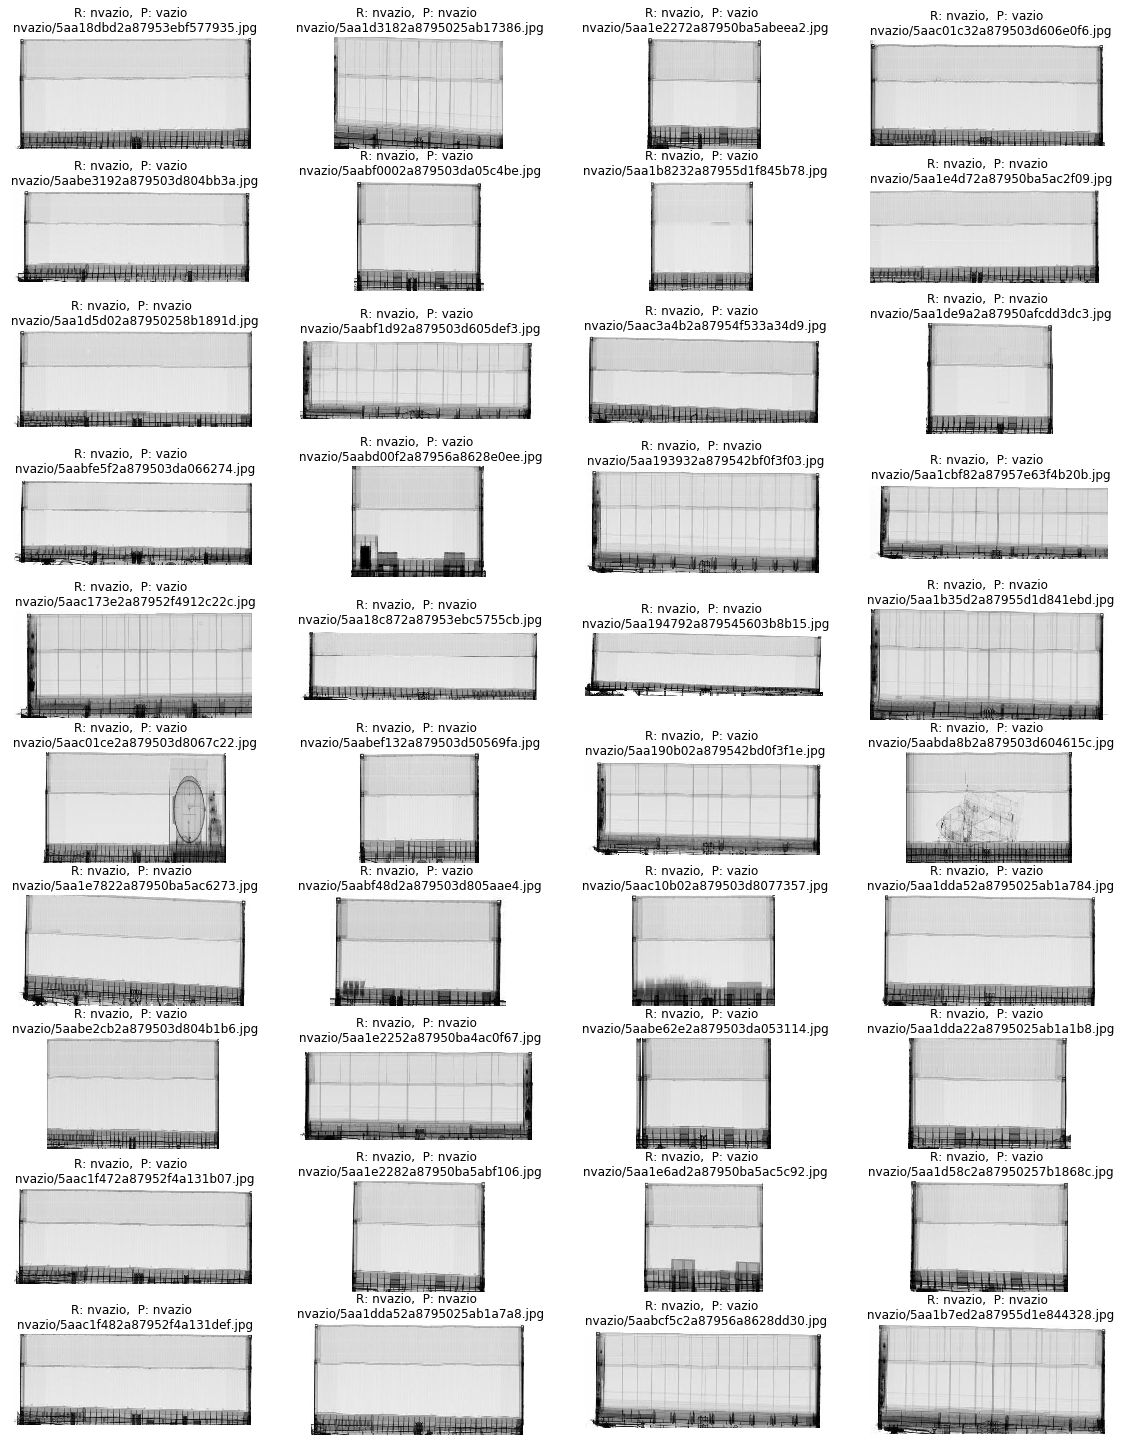 R: nvazio,  P: vazio
nvazio/5aa18dbd2a87953ebf577935.jpg
R: nvazio,  P: nvazio
nvazio/5aa1d3182a8795025ab17386.jpg
R: nvazio,  P: vazio
nvazio/5aa1e2272a87950ba5abeea2.jpg
R: nvazio,  P: vazio
nvazio/5aac01c32a879503d606e0f6.jpg
R: nvazio,  P: vazio
nvazio/5aabe3192a879503d804bb3a.jpg
R: nvazio,  P: vazio
nvazio/5aabf0002a879503da05c4be.jpg
R: nvazio,  P: vazio
nvazio/5aa1b8232a87955d1f845b78.jpg
R: nvazio,  P: nvazio
nvazio/5aa1e4d72a87950ba5ac2f09.jpg
R: nvazio,  P: nvazio
nvazio/5aa1d5d02a87950258b1891d.jpg
R: nvazio,  P: vazio
nvazio/5aabf1d92a879503d605def3.jpg
R: nvazio,  P: vazio
nvazio/5aac3a4b2a87954f533a34d9.jpg
R: nvazio,  P: nvazio
nvazio/5aa1de9a2a87950afcdd3dc3.jpg
R: nvazio,  P: vazio
nvazio/5aabfe5f2a879503da066274.jpg
R: nvazio,  P: vazio
nvazio/5aabd00f2a87956a8628e0ee.jpg
R: nvazio,  P: nvazio
nvazio/5aa193932a879542bf0f3f03.jpg
R: nvazio,  P: vazio
nvazio/5aa1cbf82a87957e63f4b20b.jpg
R: nvazio,  P: vazio
nvazio/5aac173e2a87952f4912c22c.jpg
R: nvazio,  P: nvazio
nvazio/5aa18c872a87953ebc5755cb.jpg
R: nvazio,  P: nvazio
nvazio/5aa194792a879545603b8b15.jpg
R: nvazio,  P: nvazio
nvazio/5aa1b35d2a87955d1d841ebd.jpg
R: nvazio,  P: vazio
nvazio/5aac01ce2a879503d8067c22.jpg
R: nvazio,  P: vazio
nvazio/5aabef132a879503d50569fa.jpg
R: nvazio,  P: vazio
nvazio/5aa190b02a879542bd0f3f1e.jpg
R: nvazio,  P: vazio
nvazio/5aabda8b2a879503d604615c.jpg
R: nvazio,  P: nvazio
nvazio/5aa1e7822a87950ba5ac6273.jpg
R: nvazio,  P: vazio
nvazio/5aabf48d2a879503d805aae4.jpg
R: nvazio,  P: vazio
nvazio/5aac10b02a879503d8077357.jpg
R: nvazio,  P: vazio
nvazio/5aa1dda52a8795025ab1a784.jpg
R: nvazio,  P: vazio
nvazio/5aabe2cb2a879503d804b1b6.jpg
R: nvazio,  P: nvazio
nvazio/5aa1e2252a87950ba4ac0f67.jpg
R: nvazio,  P: vazio
nvazio/5aabe62e2a879503da053114.jpg
R: nvazio,  P: vazio
nvazio/5aa1dda22a8795025ab1a1b8.jpg
R: nvazio,  P: vazio
nvazio/5aac1f472a87952f4a131b07.jpg
R: nvazio,  P: vazio
nvazio/5aa1e2282a87950ba5abf106.jpg
R: nvazio,  P: vazio
nvazio/5aa1e6ad2a87950ba5ac5c92.jpg
R: nvazio,  P: vazio
nvazio/5aa1d58c2a87950257b1868c.jpg
R: nvazio,  P: nvazio
nvazio/5aac1f482a87952f4a131def.jpg
R: nvazio,  P: nvazio
nvazio/5aa1dda52a8795025ab1a7a8.jpg
R: nvazio,  P: vazio
nvazio/5aabcf5c2a87956a8628dd30.jpg
R: nvazio,  P: nvazio
nvazio/5aa1b7ed2a87955d1e844328.jpg